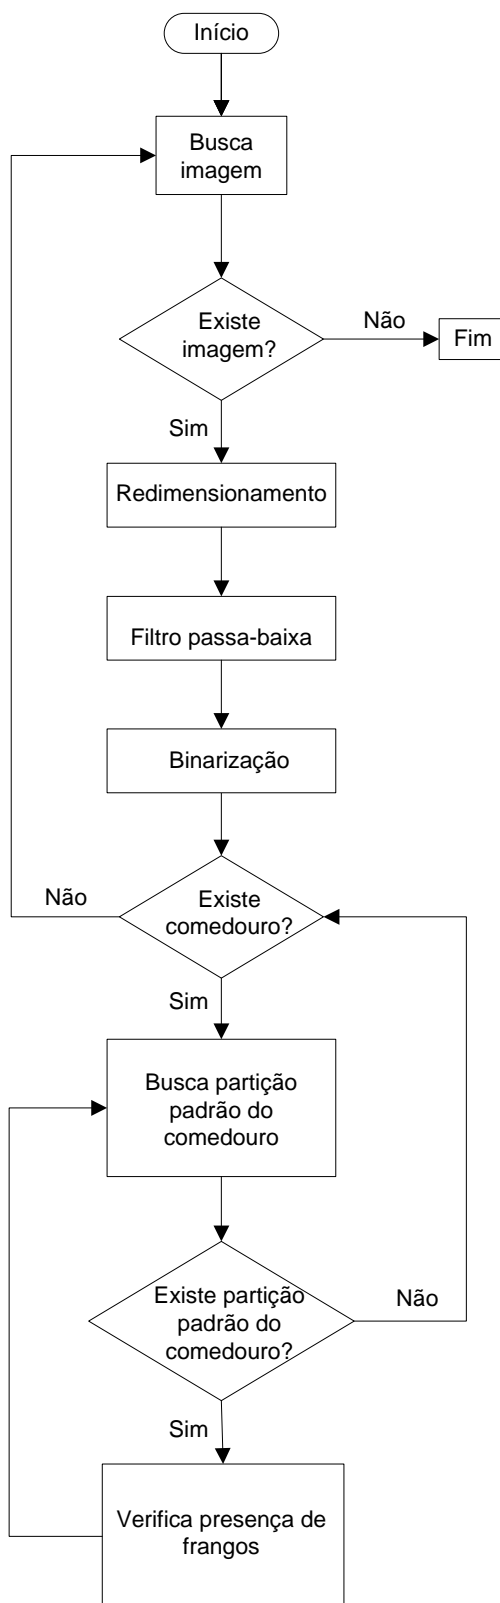 Início
Busca
imagem
Existe
imagem?
Não
Fim
Sim
Redimensionamento
Filtro passa-baixa
Binarização
Não
Existe
comedouro?
Sim
Busca partição
padrão do
comedouro
Existe partição
padrão do
comedouro?
Não
Sim
Verifica presença de
frangos